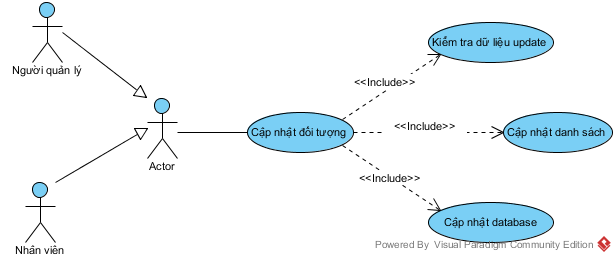 Người quản lý
Nhân viên
Actor
Cập nhật đối tượng
<<Include>>
<<Include>>
<<Include>>
Kiểm tra dữ liệu update
Cập nhật danh sách
Cập nhật database
Powered By Visual Paradigm Community Edition